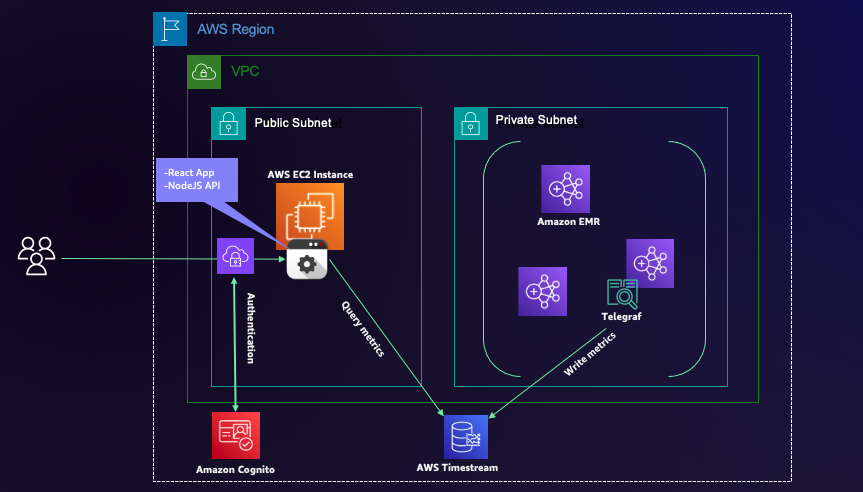 AWS Region
VPC
Public Subnet
Private Subnet
-React App
-NodeJS API
AWS EC2 Instance
Amazon EMR
Telegraf
Authentication
Query metrics
Write metrics
Amazon Cognito
AWS Timestream